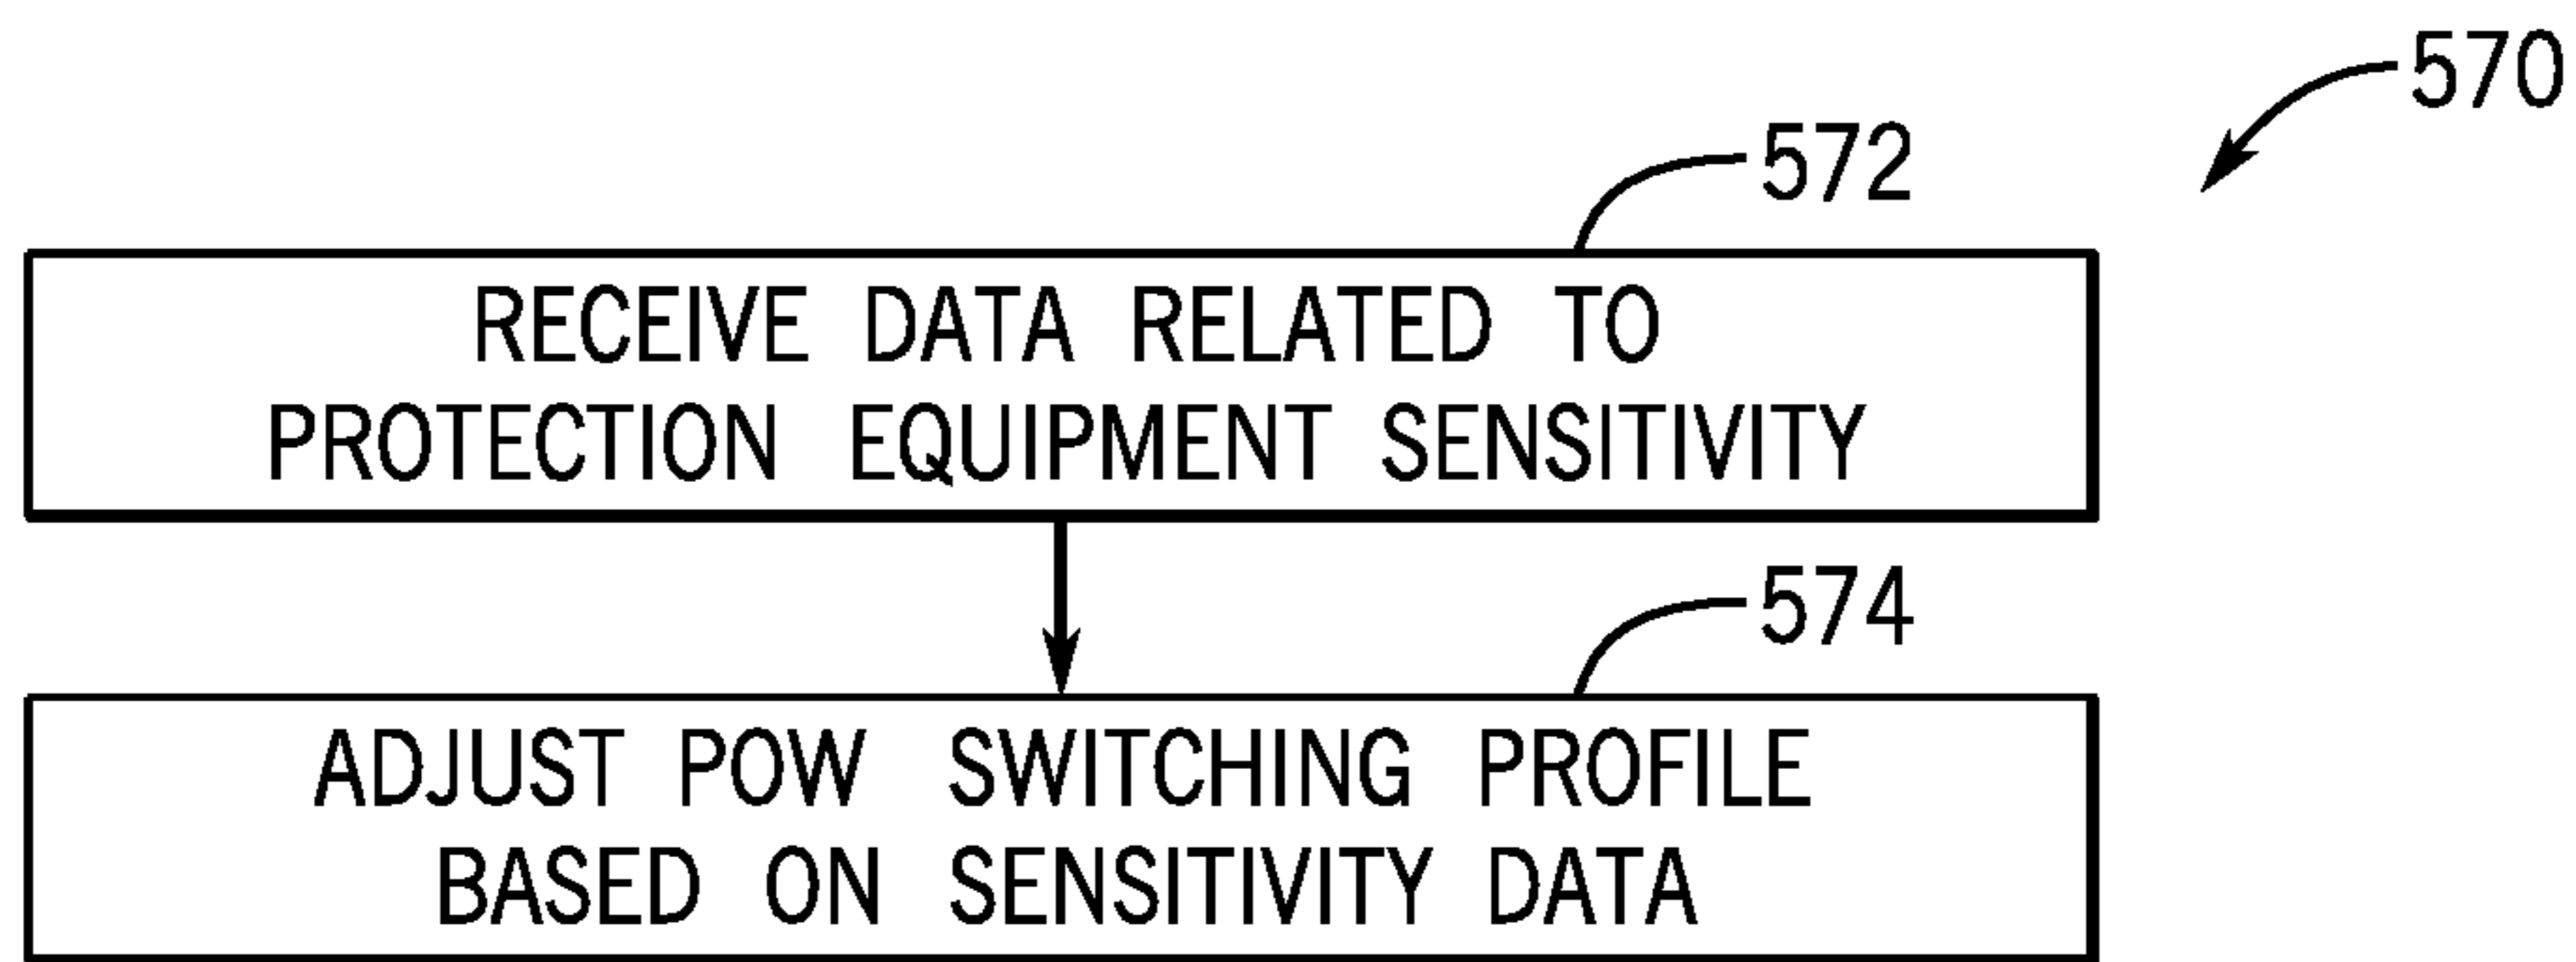 570
572
RECEIVE DATA RELATED TO
PROTECTION EQUIPMENT SENSITIVITY
574
ADJUST POW SWITCHING PROFILE
BASED ON SENSITIVITY DATA